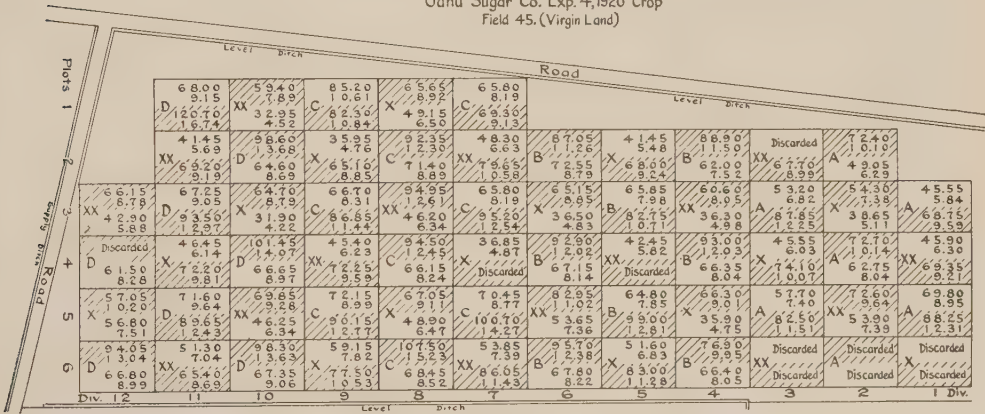 Oahu Sugar Co. Exp. 4, 1920 Crop
Field 45. (Virgin Land)
Level Ditch
Road
Level Ditch
Plots
1
68.00 59.40 85.20 65.65 65.80
9.15 7.89 10.61 8.92 8.19
D XX C X C
120.70 32.95 82.30 49.15 69.30
16.74 4.52 10.84 6.50 9.13
2
41.45 98.60 35.95 92.35 48.30 87.05 41.45 88.90 Discarded 72.40
5.69 13.68 4.76 12.30 6.63 11.26 5.48 11.50 10.10
XX D X C XX B X B XX A
69.20 64.60 65.10 71.40 79.65 72.55 68.00 62.00 67.70 49.05
9.19 8.69 8.85 8.89 10.58 8.79 9.24 7.52 8.99 6.29
3
66.15 67.25 64.70 66.70 94.95 65.80 65.15 65.85 60.60 53.20 54.30 45.55
8.78 9.05 8.79 8.31 12.61 8.19 8.85 7.98 8.05 6.82 7.38 5.84
XX D X C XX C X B XX A X A
42.90 93.50 31.90 86.85 46.20 95.20 36.50 82.75 36.30 87.85 38.65 68.75
5.88 12.97 4.22 11.44 6.34 12.54 4.83 10.71 4.98 12.25 5.11 9.59
Supply Ditch
Road
4
Discarded 46.45 101.45 45.40 94.50 36.85 92.90 42.45 93.00 45.55 72.70 45.90
6.14 14.07 6.23 12.45 4.87 12.02 5.82 12.03 6.03 10.14 6.30
D X D XX C X B XX B X A XX
61.50 72.20 66.65 72.25 66.15 Discarded 67.15 Discarded 66.35 74.10 62.75 69.35
8.28 9.81 8.97 9.59 8.24 8.14 8.04 10.07 8.04 9.21
5
57.05 71.60 69.85 72.15 67.05 70.45 82.95 64.80 66.30 57.70 72.60 69.80
10.20 9.64 9.28 8.99 9.11 8.77 11.02 7.85 9.01 7.40 9.64 8.95
X D XX C X C XX B X A XX A
56.80 89.65 46.25 90.15 48.90 100.70 53.65 99.00 35.90 82.50 53.90 88.25
7.51 12.43 6.34 12.77 6.47 14.27 7.36 12.81 4.75 11.51 7.39 12.31
6
94.05 51.30 98.30 59.15 107.50 53.85 95.70 51.60 76.90 Discarded Discarded Discarded
13.04 7.04 13.63 7.82 15.23 7.39 12.38 6.83 9.95
D XX D X C XX B X B XX A X
66.80 65.40 67.35 77.50 68.45 86.05 67.80 83.00 66.40 Discarded Discarded Discarded
8.99 8.69 9.06 10.53 8.52 11.43 8.22 11.28 8.05
Div. 12 11 10 9 8 7 6 5 4 3 2 1 Div.
Level Ditch